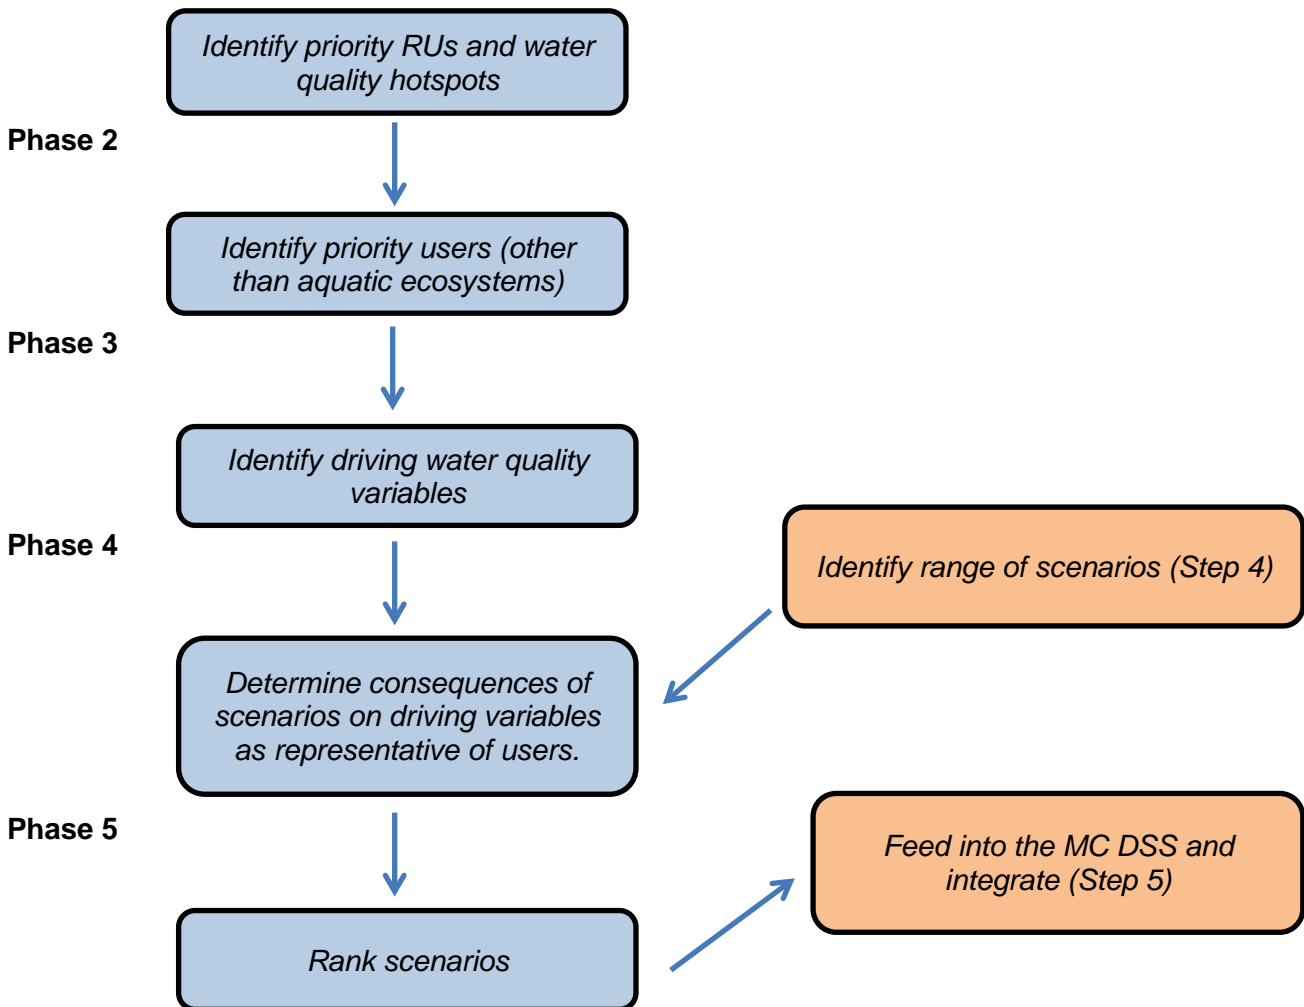 Identify priority RUs and water
quality hotspots
Phase 2
Identify priority users (other
than aquatic ecosystems)
Phase 3
Identify driving water quality
variables
Phase 4
Identify range of scenarios (Step 4)
Determine consequences of
scenarios on driving variables
as representative of users.
Phase 5
Feed into the MC DSS and
integrate (Step 5)
Rank scenarios